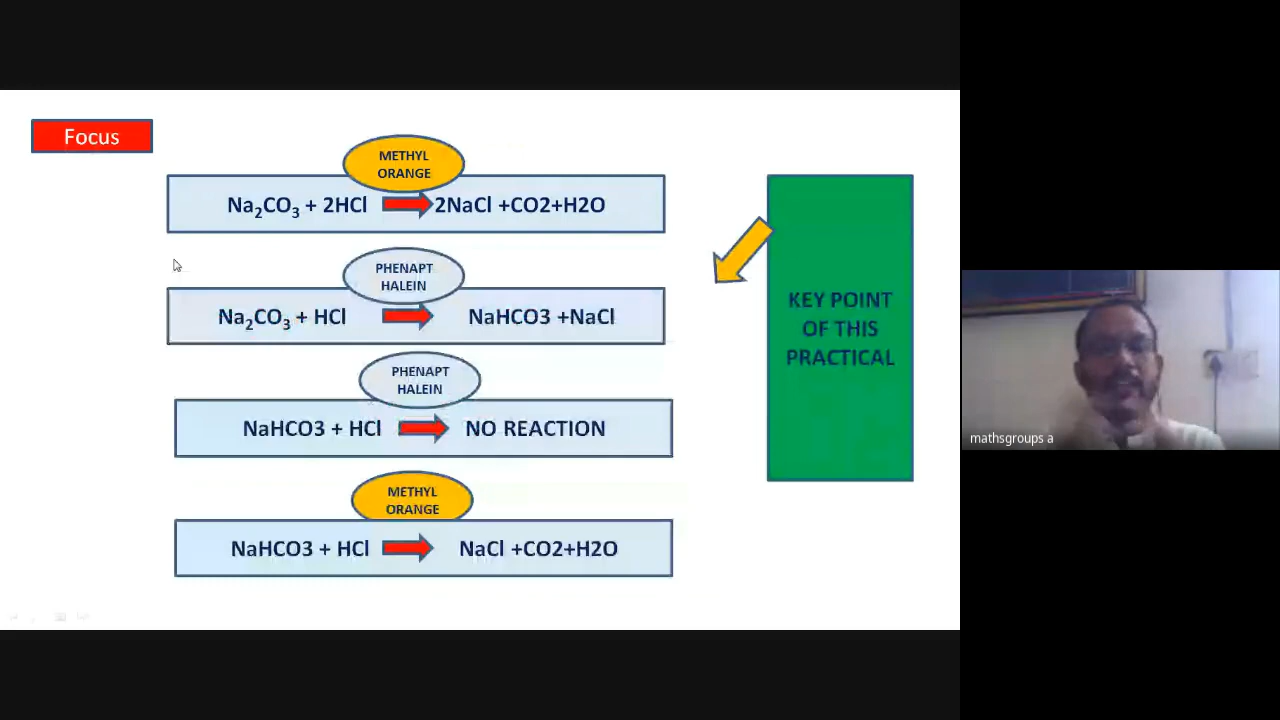 Focus
METHYL
ORANGE
Na₂CO₃ + 2HCl 2NaCl +CO2+H2O
PHENAPT
HALEIN
Na₂CO₃ + HCl NaHCO3 +NaCl
PHENAPT
HALEIN
NaHCO3 + HCl NO REACTION
METHYL
ORANGE
NaHCO3 + HCl NaCl +CO2+H2O
KEY POINT
OF THIS
PRACTICAL
mathsgroups a